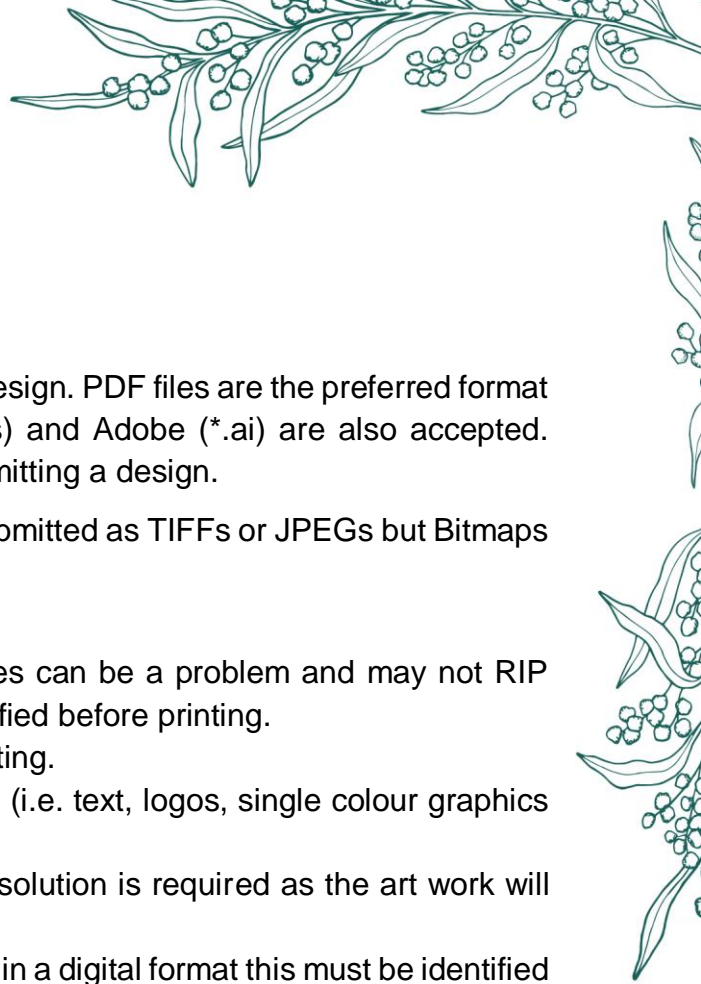 esign. PDF files are the preferred format
s) and Adobe (*.ai) are also accepted.
mitting a design.
bmitted as TIFFs or JPEGs but Bitmaps
es can be a problem and may not RIP
fied before printing.
ting.
(i.e. text, logos, single colour graphics
solution is required as the art work will
in a digital format this must be identified